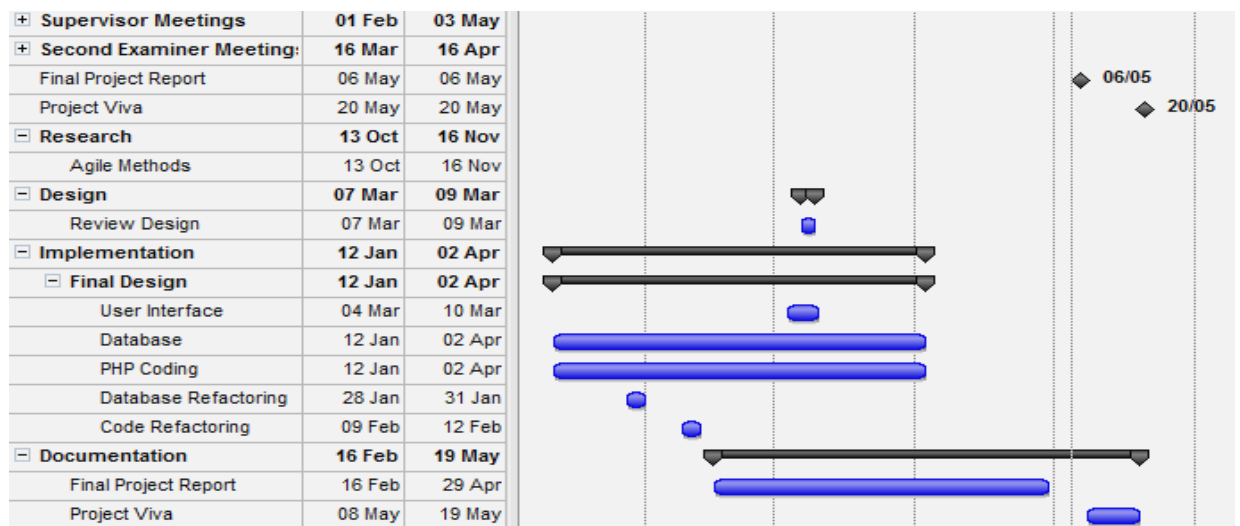 Supervisor Meetings 01 Feb 03 May
Second Examiner Meetings 16 Mar 16 Apr
Final Project Report 06 May 06 May 06/05
Project Viva 20 May 20 May 20/05
Research 13 Oct 16 Nov
Agile Methods 13 Oct 16 Nov
Design 07 Mar 09 Mar
Review Design 07 Mar 09 Mar
Implementation 12 Jan 02 Apr
Final Design 12 Jan 02 Apr
User Interface 04 Mar 10 Mar
Database 12 Jan 02 Apr
PHP Coding 12 Jan 02 Apr
Database Refactoring 28 Jan 31 Jan
Code Refactoring 09 Feb 12 Feb
Documentation 16 Feb 19 May
Final Project Report 16 Feb 29 Apr
Project Viva 08 May 19 May